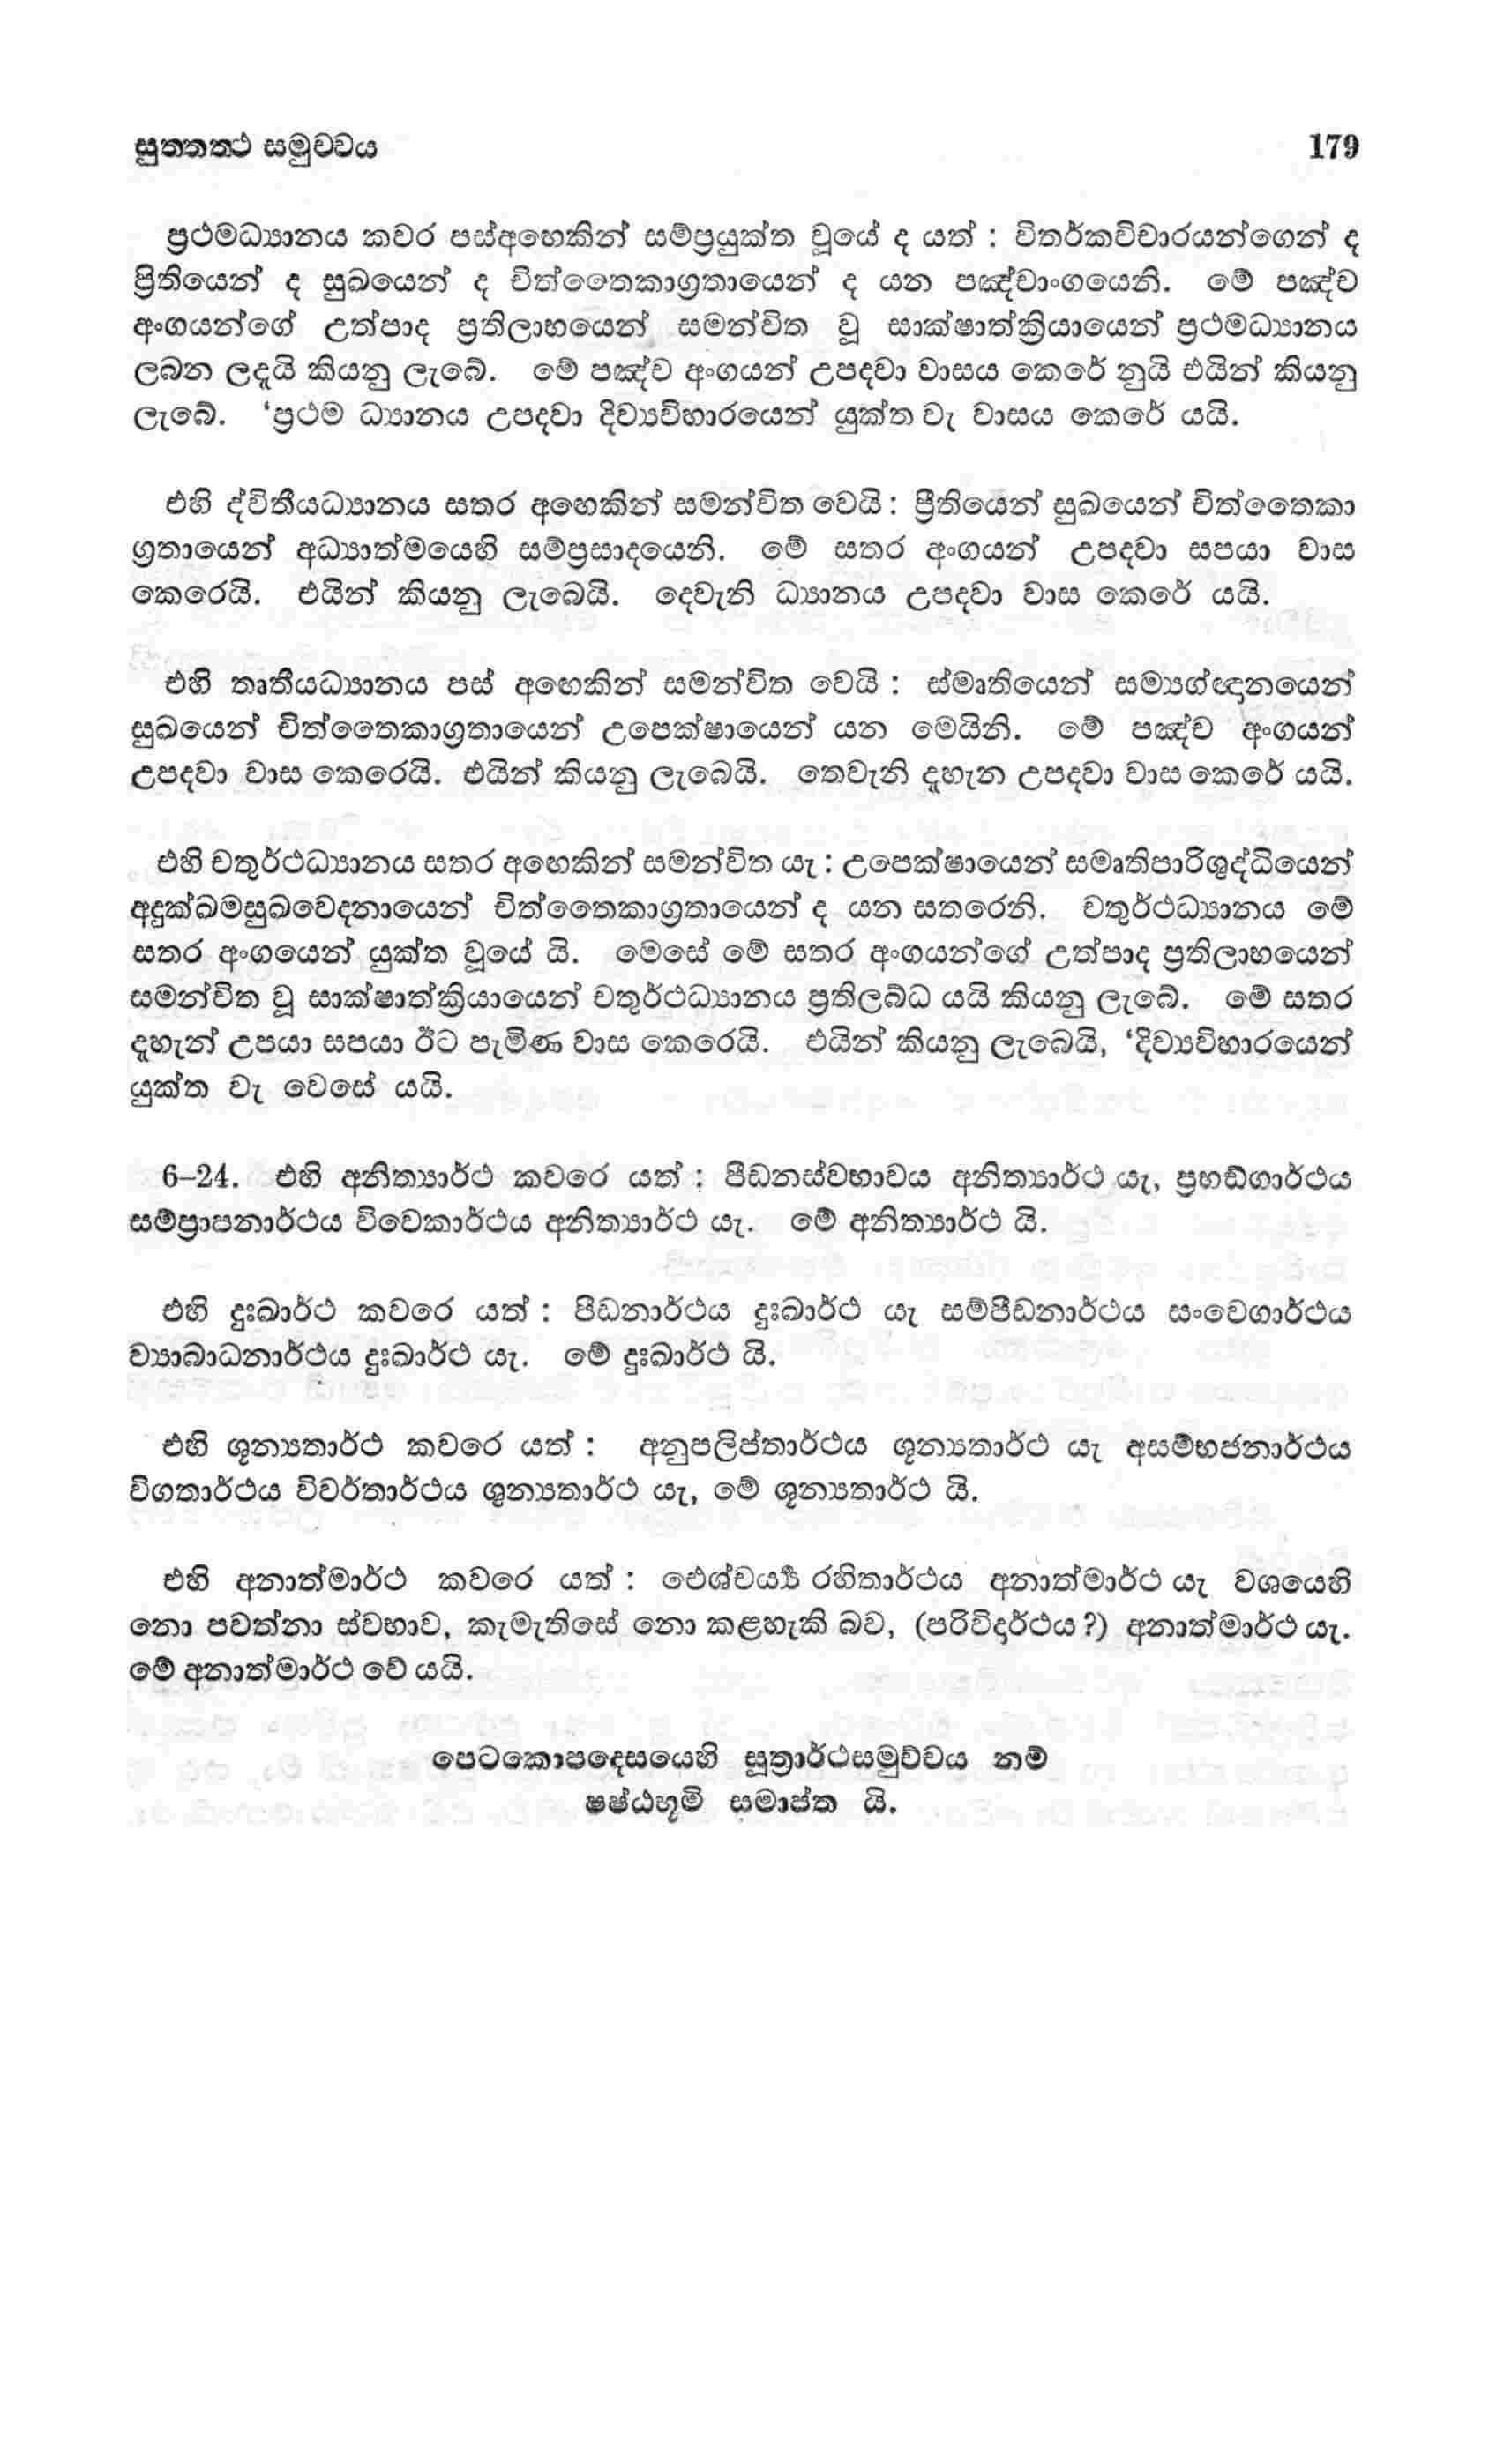 සුත්තත්ථ සමුච්චය 179
ප්‍රථමධ්‍යානය කවර පස්අඟෙකින් සම්ප්‍රයුක්ත වූයේ ද යත් : විතර්කවිචාරයන්ගෙන් ද
ප්‍රිතියෙන් ද සුඛයෙන් ද චිත්තෛකාග්‍රතායෙන් ද යන පඤ්චාංගයෙනි. මේ පඤ්ච
අංගයන්ගේ උත්පාද ප්‍රතිලාභයෙන් සමන්විත වූ සාක්ෂාත්ක්‍රියායෙන් ප්‍රථමධ්‍යානය
ලබන ලදැයි කියනු ලැබේ. මේ පඤ්ච අංගයන් උපදවා වාසය කෙරේ නුයි එයින් කියනු
ලැබේ. ‘ප්‍රථම ධ්‍යානය උපදවා දිව්‍යවිහාරයෙන් යුක්ත වැ වාසය කෙරේ යයි.
එහි ද්විතීයධ්‍යානය සතර අඟෙකින් සමන්විත වෙයි : ප්‍රීතියෙන් සුඛයෙන් චිත්තෛකා
ග්‍රතායෙන් අධ්‍යාත්මයෙහි සම්ප්‍රසාදයෙනි. මේ සතර අංගයන් උපදවා සපයා වාස
කෙරෙයි. එයින් කියනු ලැබෙයි. දෙවැනි ධ්‍යානය උපදවා වාස කෙරේ යයි.
එහි තෘතීයධ්‍යානය පස් අඟෙකින් සමන්විත වෙයි : ස්මෘතියෙන් සම්‍යග්ඥානයෙන්
සුඛයෙන් චිත්තෛකාග්‍රතායෙන් උපෙක්ෂායෙන් යන මෙයිනි. මේ පඤ්ච අංගයන්
උපදවා වාස කෙරෙයි. එයින් කියනු ලැබෙයි. තෙවැනි දැහැන උපදවා වාස කෙරේ යයි.
එහි චතුර්ථධ්‍යානය සතර අඟෙකින් සමන්විත යැ : උපෙක්ෂායෙන් සමෘතිපාරිශුද්ධියෙන්
අදුක්ඛමසුඛවෙදනායෙන් චිත්තෛකාග්‍රතායෙන් ද යන සතරෙනි. චතුර්ථධ්‍යානය මේ
සතර අංගයෙන් යුක්ත වූයේ යි. මෙසේ මේ සතර අංගයන්ගේ උත්පාද ප්‍රතිලාභයෙන්
සමන්විත වූ සාක්ෂාත්ක්‍රියායෙන් චතුර්ථධ්‍යානය ප්‍රතිලබ්ධ යයි කියනු ලැබේ. මේ සතර
දැහැන් උපයා සපයා ඊට පැමිණ වාස කෙරෙයි. එයින් කියනු ලැබෙයි, ‘දිව්‍යවිහාරයෙන්
යුක්ත වැ වෙසේ යයි.
6–24. එහි අනිත්‍යාර්ථ කවරෙ යත් : පීඩනස්වභාවය අනිත්‍යාර්ථ යැ, ප්‍රභඞ්ගාර්ථය
සම්ප්‍රාපනාර්ථය විවෙකාර්ථය අනිත්‍යාර්ථ යැ. මේ අනිත්‍යාර්ථ යි.
එහි දුඃඛාර්ථ කවරෙ යත් : පීඩනාර්ථය දුඃඛාර්ථ යැ සම්පීඩනාර්ථය සංවෙගාර්ථය
ව්‍යාබාධනාර්ථය දුඃඛාර්ථ යැ. මේ දුඃඛාර්ථ යි.
එහි ශූන්‍යතාර්ථ කවරෙ යත් : අනුපලිප්තාර්ථය ශූන්‍යතාර්ථ යැ අසම්භජනාර්ථය
විගතාර්ථය විවර්තාර්ථය ශුන්‍යතාර්ථ යැ, මේ ශූන්‍යතාර්ථ යි.
එහි අනාත්මාර්ථ කවරෙ යත් : ඓශ්වර්‍ය්‍ය රහිතාර්ථය අනාත්මාර්ථ යැ වශයෙහි
නො පවත්නා ස්වභාව, කැමැතිසේ නො කළහැකි බව, (පරිවිදාර්ථය ?) අනාත්මාර්ථ යැ.
මේ අනාත්මාර්ථ වේ යයි.
පෙටකොපදෙසයෙහි සූත්‍රාර්ථසමුච්චය නම්
ෂෂ්ඨභූමි සමාප්ත යි.